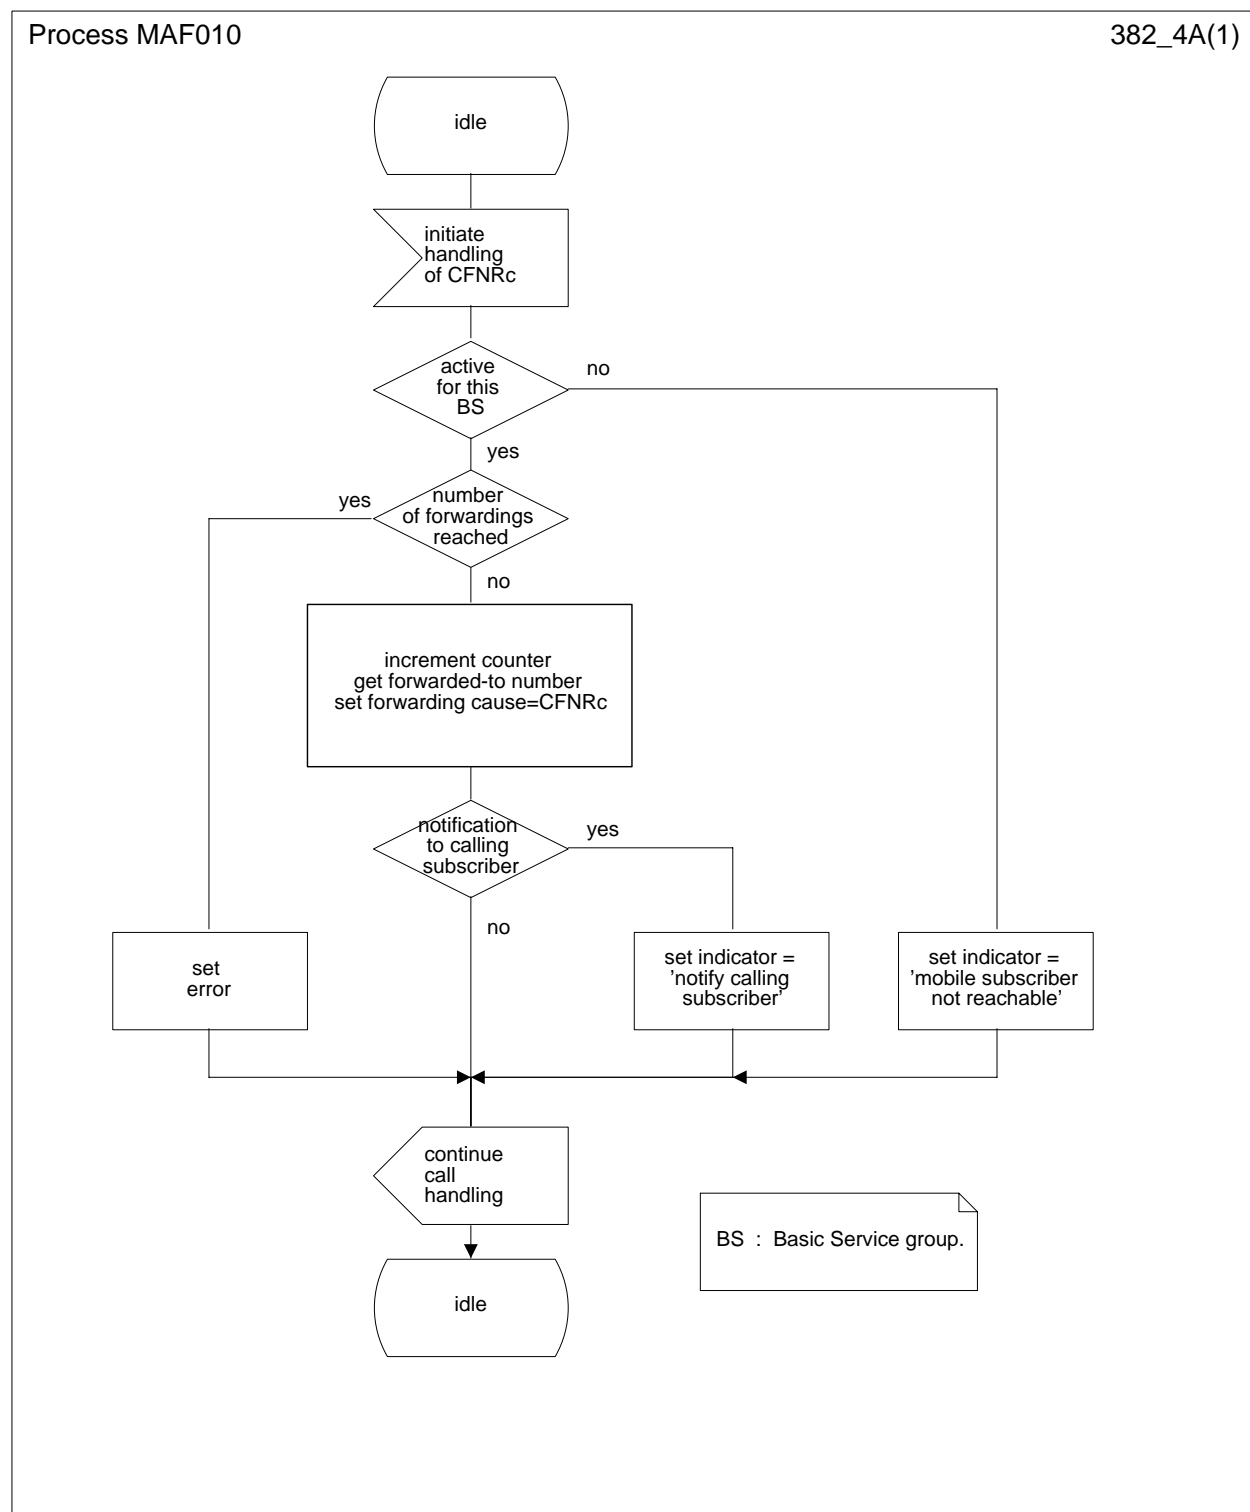 Process MAF010
382_4A(1)
idle
initiate
handling
of CFNRc
active
for this
BS
no
yes
number
of forwardings
reached
yes
no
increment counter
get forwarded-to number
set forwarding cause=CFNRc
notification
to calling
subscriber
yes
no
set
error
set indicator =
’notify calling
subscriber’
set indicator =
’mobile subscriber
not reachable’
continue
call
handling
BS : Basic Service group.
idle